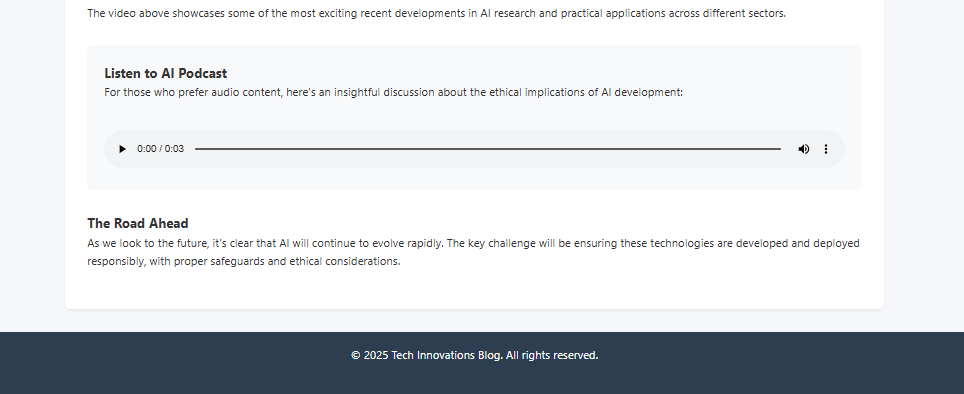 The video above showcases some of the most exciting recent developments in AI research and practical applications across different sectors.
Listen to AI Podcast
For those who prefer audio content, here's an insightful discussion about the ethical implications of AI development:
0:00 / 0:03
The Road Ahead
As we look to the future, it's clear that AI will continue to evolve rapidly. The key challenge will be ensuring these technologies are developed and deployed
responsibly, with proper safeguards and ethical considerations.
© 2025 Tech Innovations Blog. All rights reserved.